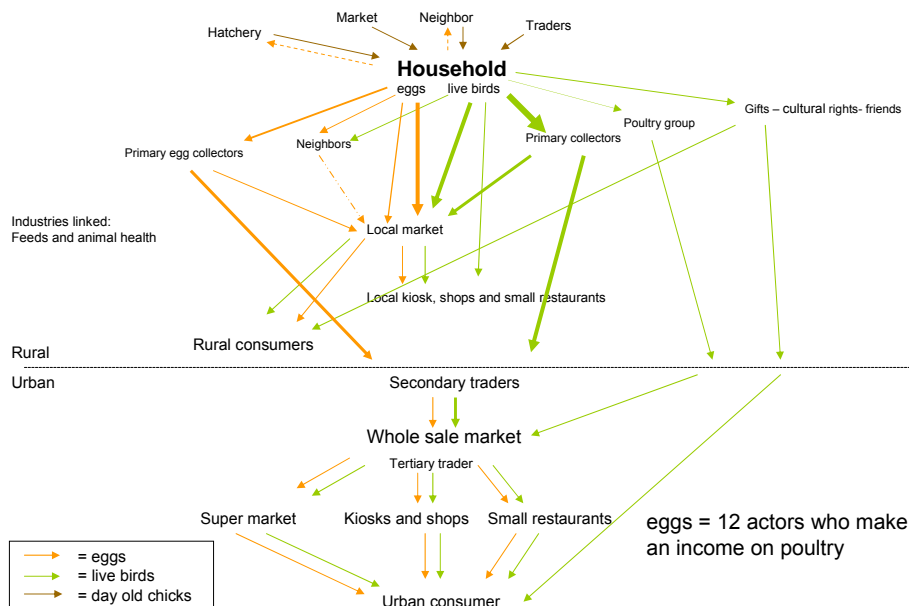 Market
Neighbor
Hatchery
Traders
Household
eggs
live birds
Gifts – cultural rights- friends
Poultry group
Primary collectors
Neighbors
Primary egg collectors
Industries linked:
Feeds and animal health
Local market
Local kiosk, shops and small restaurants
Rural consumers
Rural
Urban
Secondary traders
Whole sale market
Tertiary trader
Super market
Kiosks and shops
Small restaurants
eggs = 12 actors who make
an income on poultry
= eggs
= live birds
= day old chicks
Urban consumer